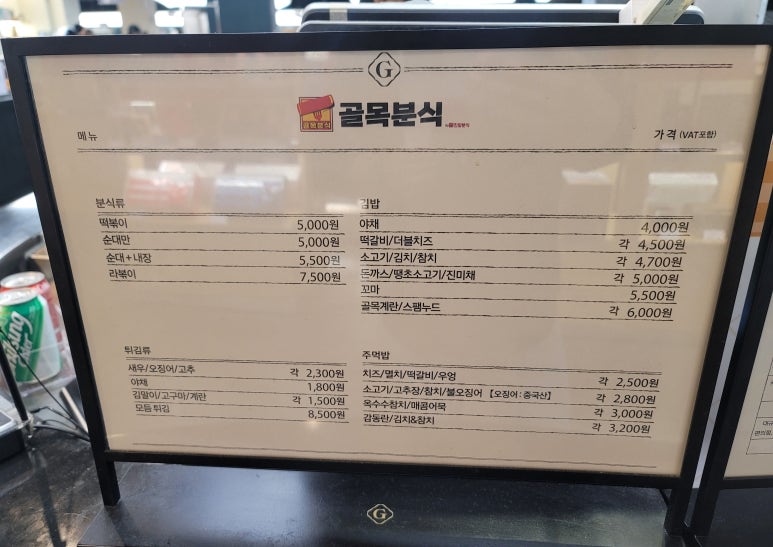 G
골목분식
골목분식
메뉴
가격 (VAT포함)
분식류
떡볶이 5,000원
순대만 5,000원
순대+내장 5,500원
라볶이 7,500원
김밥
야채 4,000원
떡갈비/더블치즈 각 4,500원
소고기/김치/참치 각 4,700원
돈까스/땡초소고기/진미채 각 5,000원
꼬마 5,500원
골목계란/스팸누드 각 6,000원
튀김류
새우/오징어/고추 각 2,300원
야채 1,800원
김말이/고구마/계란 각 1,500원
모듬 튀김 8,500원
주먹밥
치즈/멸치/떡갈비/우엉 각 2,500원
소고기/고추장/참치/불오징어 【오징어:중국산】 각 2,800원
옥수수참치/매콤어묵 각 3,000원
감동란/김치&참치 각 3,200원
G